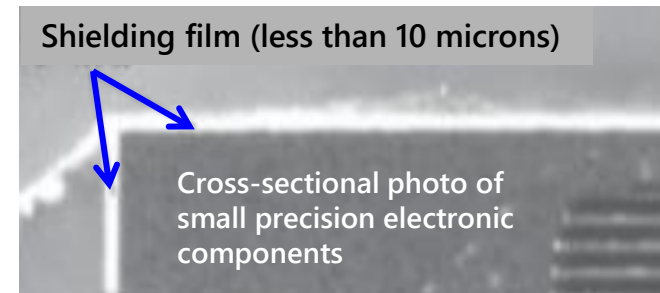 Shielding film (less than 10 microns)
Cross-sectional photo of
small precision electronic
components